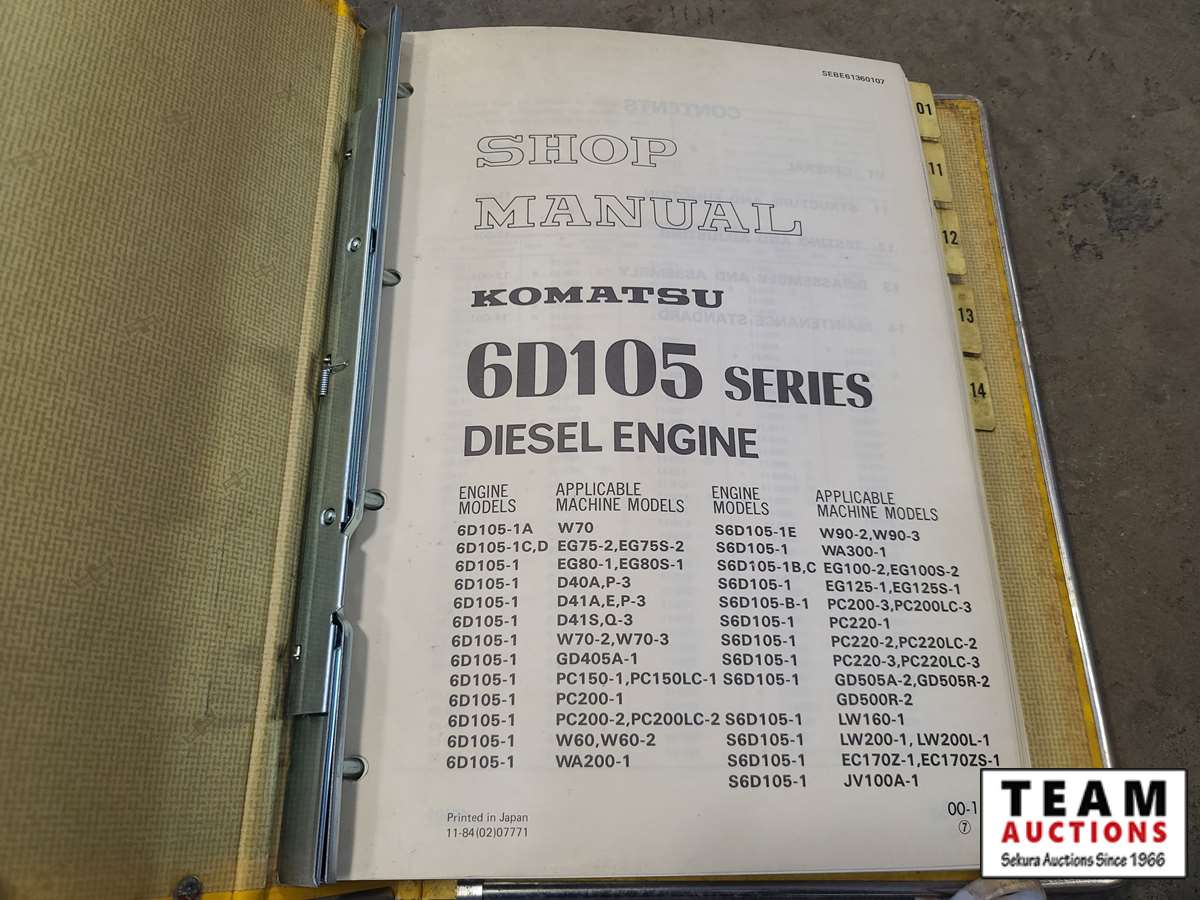 SEBE61360107
SHOP
MANUAL
KOMATSU
6D105 SERIES
DIESEL ENGINE
ENGINE MODELS APPLICABLE MACHINE MODELS ENGINE MODELS APPLICABLE MACHINE MODELS
6D105-1A W70 S6D105-1E W90-2,W90-3
6D105-1C,D EG75-2,EG75S-2 S6D105-1 WA300-1
6D105-1 EG80-1,EG80S-1 S6D105-1B,C EG100-2,EG100S-2
6D105-1 D40A,P-3 S6D105-1 EG125-1,EG125S-1
6D105-1 D41A,E,P-3 S6D105-B-1 PC200-3,PC200LC-3
6D105-1 D41S,Q-3 S6D105-1 PC220-1
6D105-1 W70-2,W70-3 S6D105-1 PC220-2,PC220LC-2
6D105-1 GD405A-1 S6D105-1 PC220-3,PC220LC-3
6D105-1 PC150-1,PC150LC-1 S6D105-1 GD505A-2,GD505R-2
6D105-1 PC200-1 GD500R-2
6D105-1 PC200-2,PC200LC-2 S6D105-1 LW160-1
6D105-1 W60,W60-2 S6D105-1 LW200-1, LW200L-1
6D105-1 WA200-1 S6D105-1 EC170Z-1,EC170ZS-1
S6D105-1 JV100A-1
Printed in Japan
11-84(02)07771
00-1
⑦
01
11
12
13
14
TEAM
AUCTIONS
Sekura Auctions Since 1966